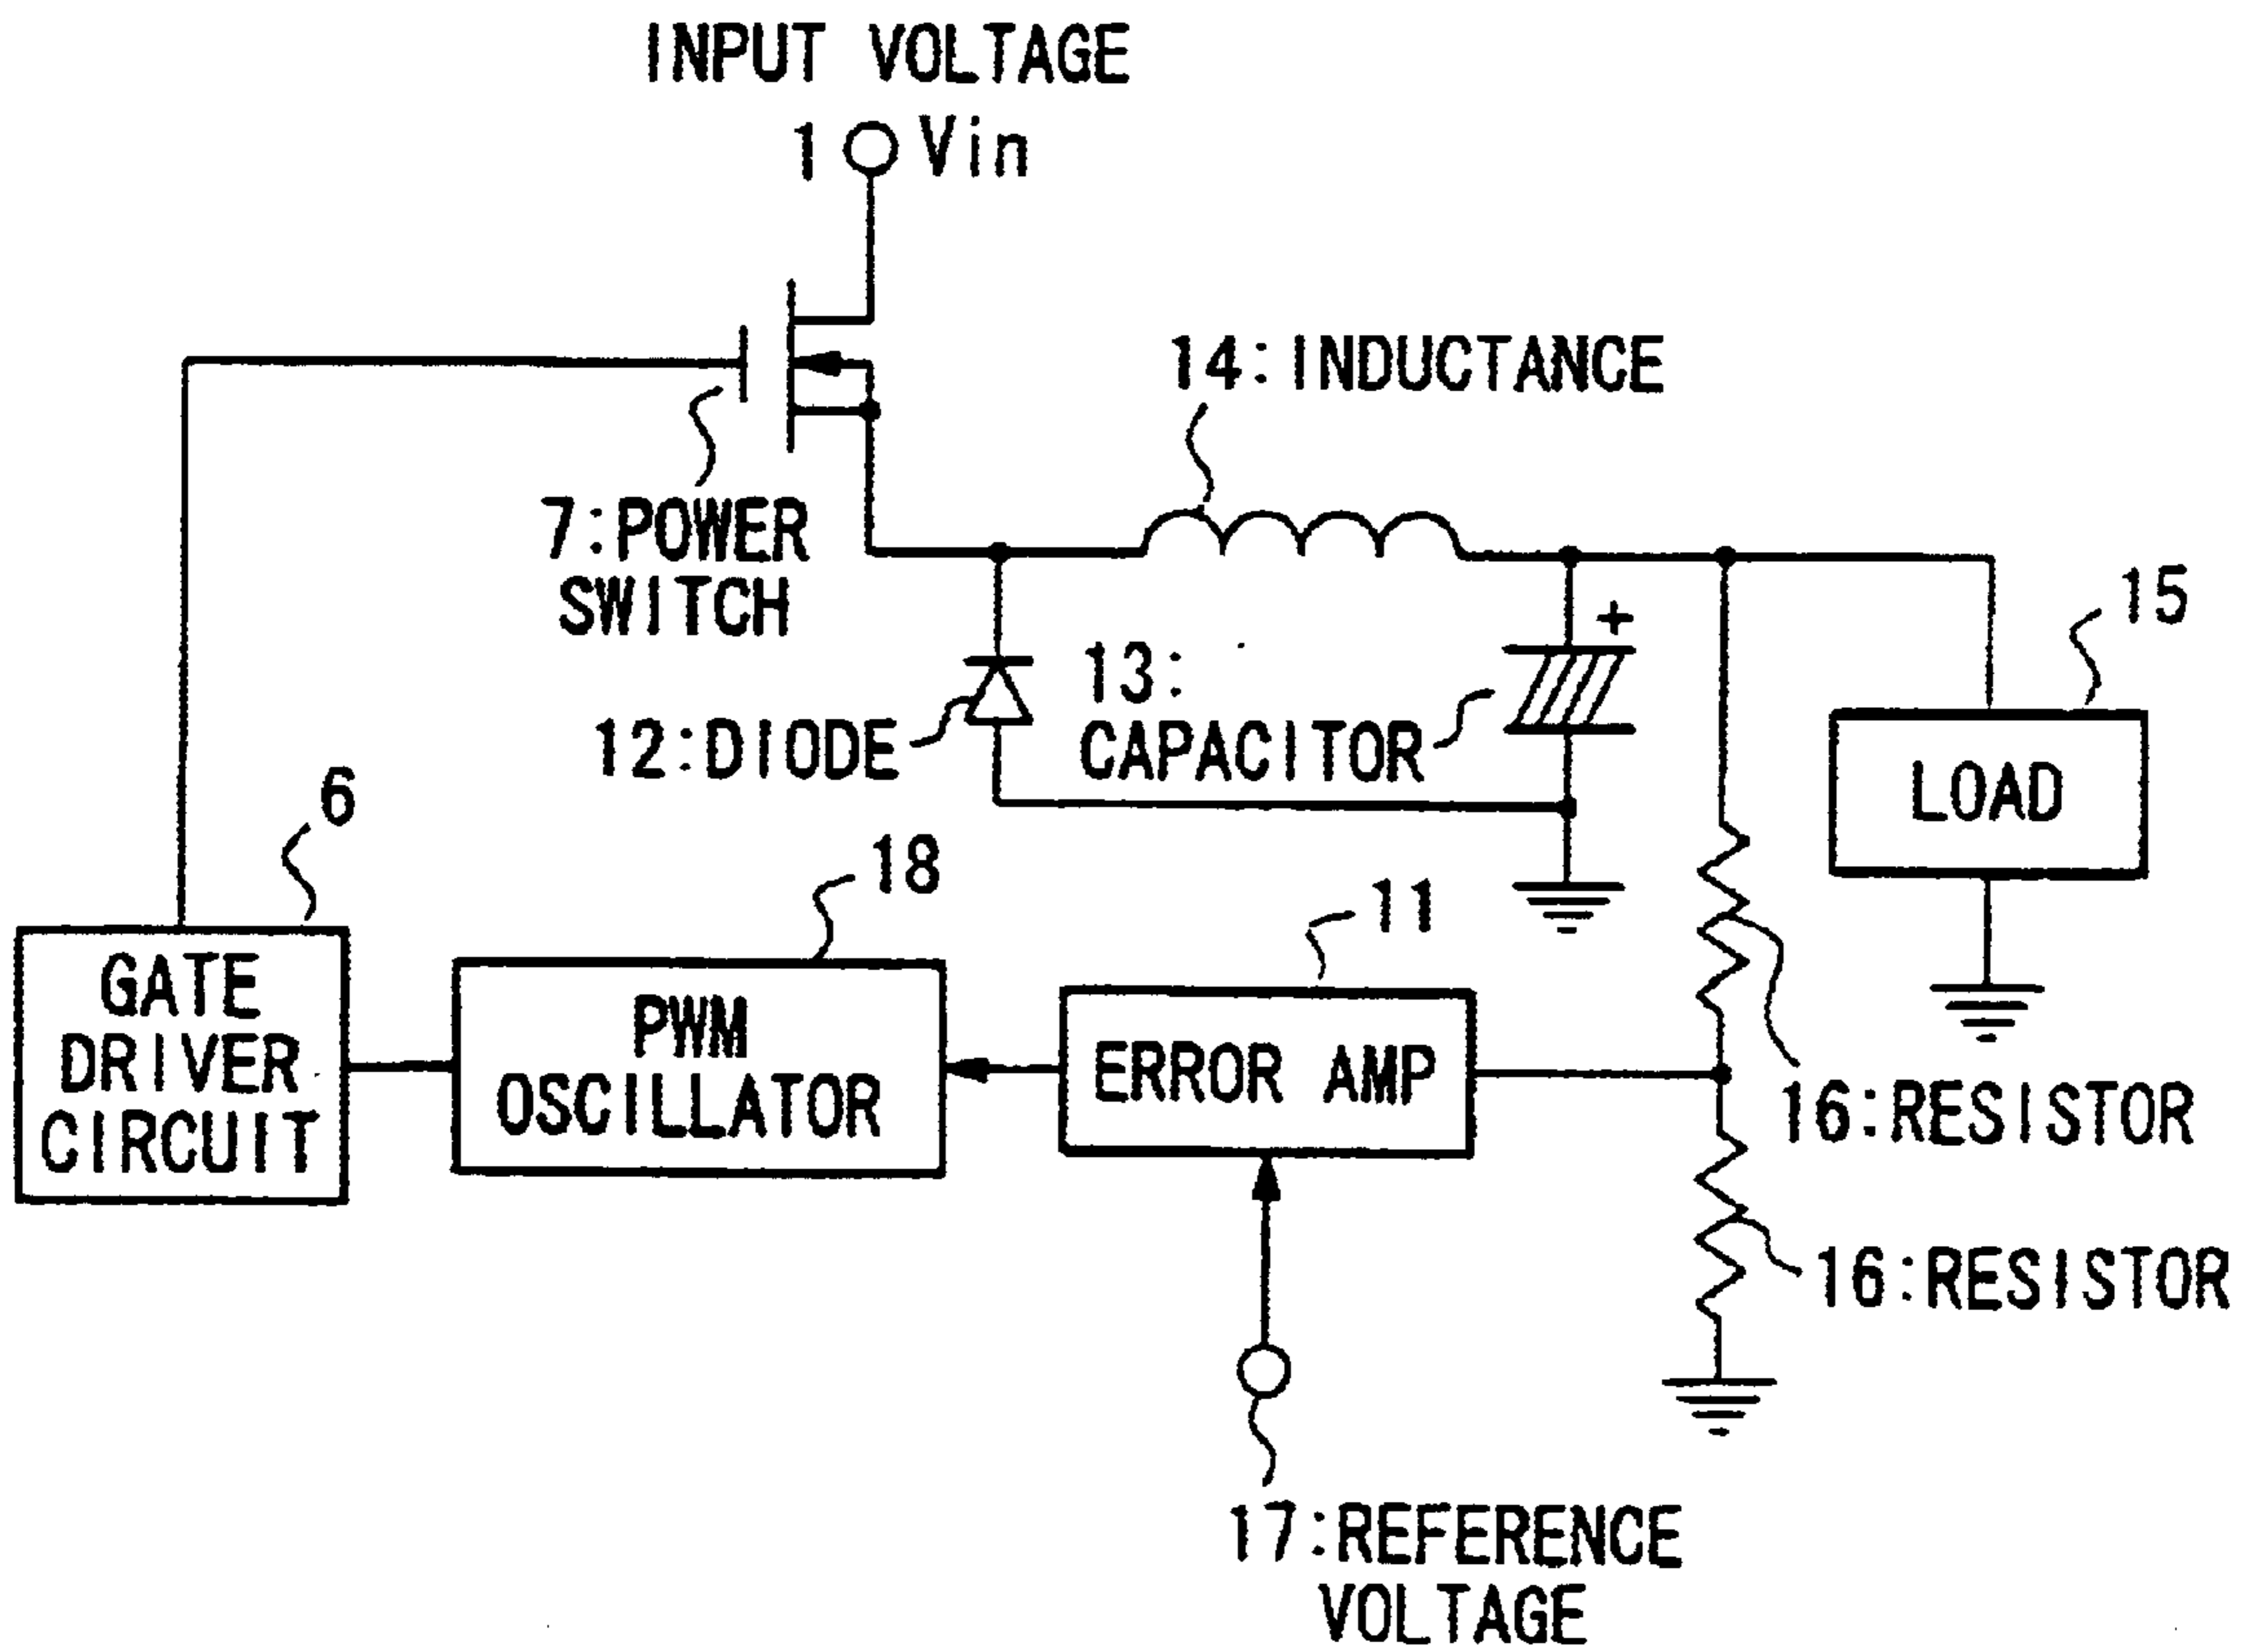 INPUT VOLTAGE
1 Vin
14:INDUCTANCE
7:POWER
SWITCH
15
+
13:
CAPACITOR
12:DIODE
LOAD
6
18
11
GATE
DRIVER
CIRCUIT
PWM
OSCILLATOR
ERROR AMP
16:RESISTOR
16:RESISTOR
17:REFERENCE
VOLTAGE